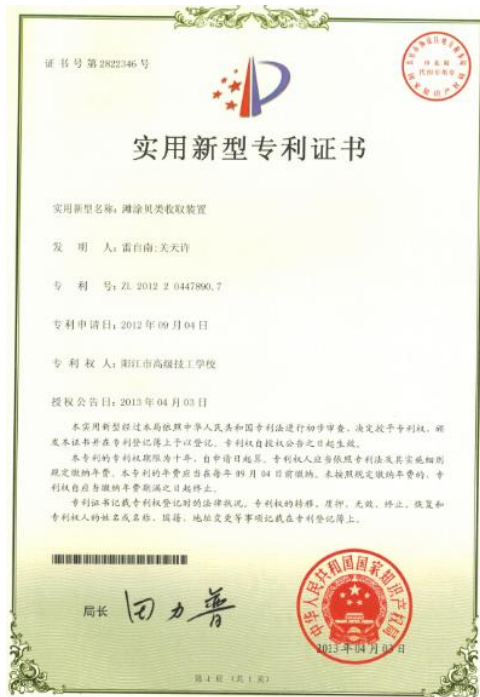 证书号第2822346号
实用新型专利证书
实用新型名称：滩涂贝类收取装置
发明人：雷自南;关天许
专利号：ZL 2012 2 0447890.7
专利申请日：2012年09月04日
专利权人：阳江市高级技工学校
授权公告日：2013年04月03日
本实用新型经过本局依照中华人民共和国专利法进行初步审查，决定授予专利权，颁
发本证书并在专利登记簿上予以登记。专利权自授权公告之日起生效。
本专利的专利权期限为十年，自申请日起算。专利权人应当依照专利法及其实施细则
规定缴纳年费。本专利的年费应当在每年09月04日前缴纳。未按照规定缴纳年费的，专
利权自应当缴纳年费期满之日起终止。
专利证书记载专利权登记时的法律状况。专利权的转移、质押、无效、终止、恢复和
专利权人的姓名或名称、国籍、地址变更等事项记载在专利登记簿上。
局长 田力普
中华人民共和国国家知识产权局
2013年04月03日
第1页（共1页）